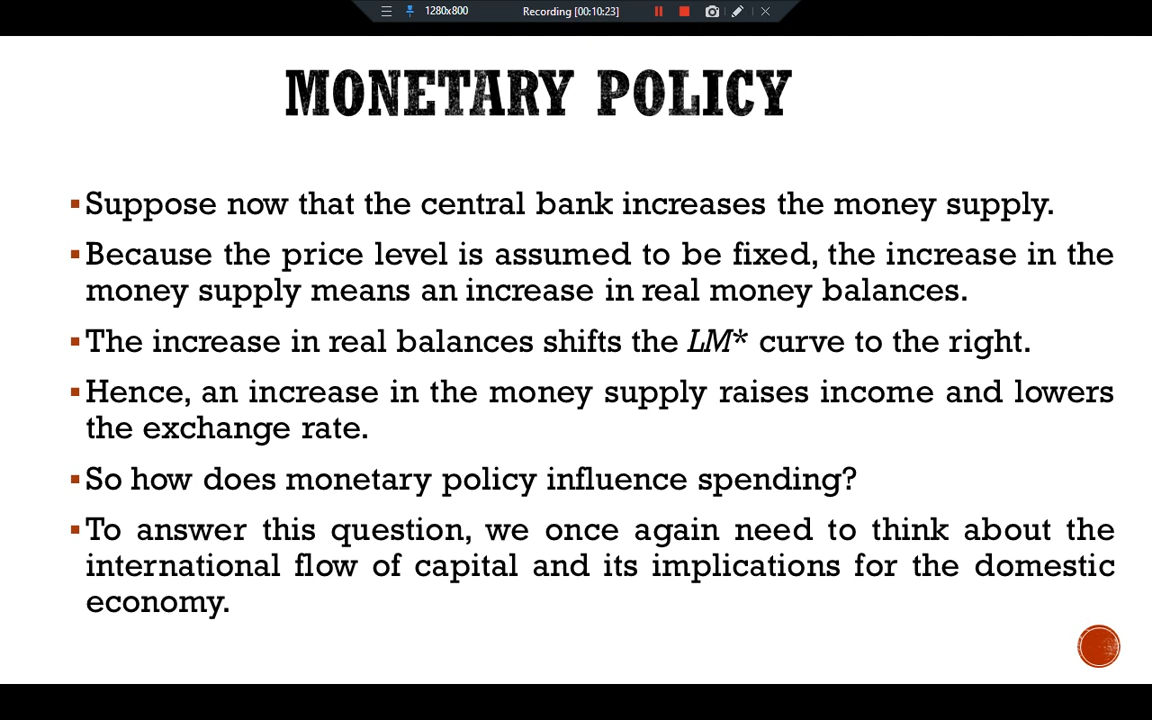 1280x800 Recording [00:10:23]
MONETARY POLICY
▪Suppose now that the central bank increases the money supply.
▪Because the price level is assumed to be fixed, the increase in the
money supply means an increase in real money balances.
▪The increase in real balances shifts the LM* curve to the right.
▪Hence, an increase in the money supply raises income and lowers
the exchange rate.
▪So how does monetary policy influence spending?
▪To answer this question, we once again need to think about the
international flow of capital and its implications for the domestic
economy.